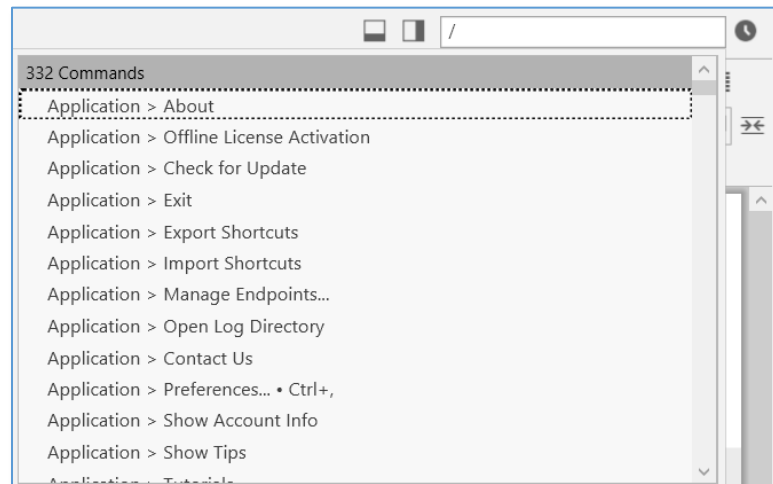 /
332 Commands
Application > About
Application > Offline License Activation
Application > Check for Update
Application > Exit
Application > Export Shortcuts
Application > Import Shortcuts
Application > Manage Endpoints...
Application > Open Log Directory
Application > Contact Us
Application > Preferences... • Ctrl+,
Application > Show Account Info
Application > Show Tips
Application > Tutorials